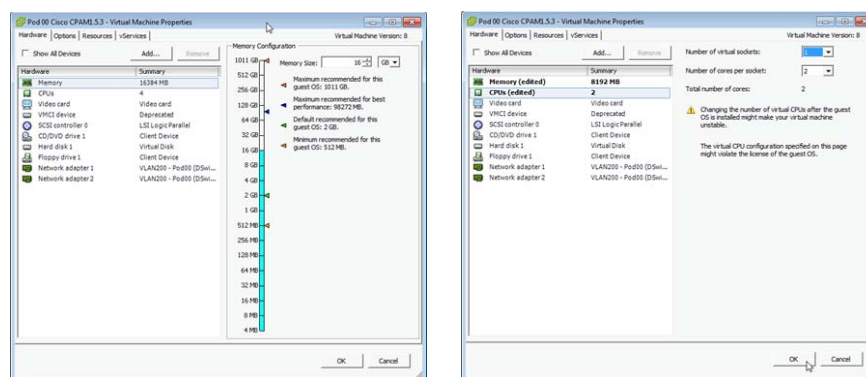 Pod 00 Cisco CPAM1.5.3 - Virtual Machine Properties
Hardware Options Resources vServices
Virtual Machine Version: 8
Show All Devices Add... Remove
Hardware Summary
Memory 16384 MB
CPUs 4
Video card Video card
VMCI device Deprecated
SCSI controller 0 LSI Logic Parallel
CD/DVD drive 1 Client Device
Hard disk 1 Virtual Disk
Floppy drive 1 Client Device
Network adapter 1 VLAN200 - Pod00 (DSwi...
Network adapter 2 VLAN200 - Pod00 (DSwi...
Memory Configuration
Memory Size: 16 GB
1011 GB
512 GB
256 GB
128 GB
64 GB
32 GB
16 GB
8 GB
4 GB
2 GB
1 GB
512 MB
256 MB
128 MB
64 MB
32 MB
16 MB
8 MB
4 MB
Maximum recommended for this
guest OS: 1011 GB.
Maximum recommended for best
performance: 98272 MB.
Default recommended for this
guest OS: 2 GB.
Minimum recommended for this
guest OS: 512 MB.
OK Cancel
Pod 00 Cisco CPAM1.5.3 - Virtual Machine Properties
Hardware Options Resources vServices
Virtual Machine Version: 8
Show All Devices Add... Remove
Hardware Summary
Memory (edited) 8192 MB
CPUs (edited) 2
Video card Video card
VMCI device Deprecated
SCSI controller 0 LSI Logic Parallel
CD/DVD drive 1 Client Device
Hard disk 1 Virtual Disk
Floppy drive 1 Client Device
Network adapter 1 VLAN200 - Pod00 (DSwi...
Network adapter 2 VLAN200 - Pod00 (DSwi...
Number of virtual sockets: 1
Number of cores per socket: 2
Total number of cores: 2
Changing the number of virtual CPUs after the guest
OS is installed might make your virtual machine
unstable.
The virtual CPU configuration specified on this page
might violate the license of the guest OS.
OK Cancel